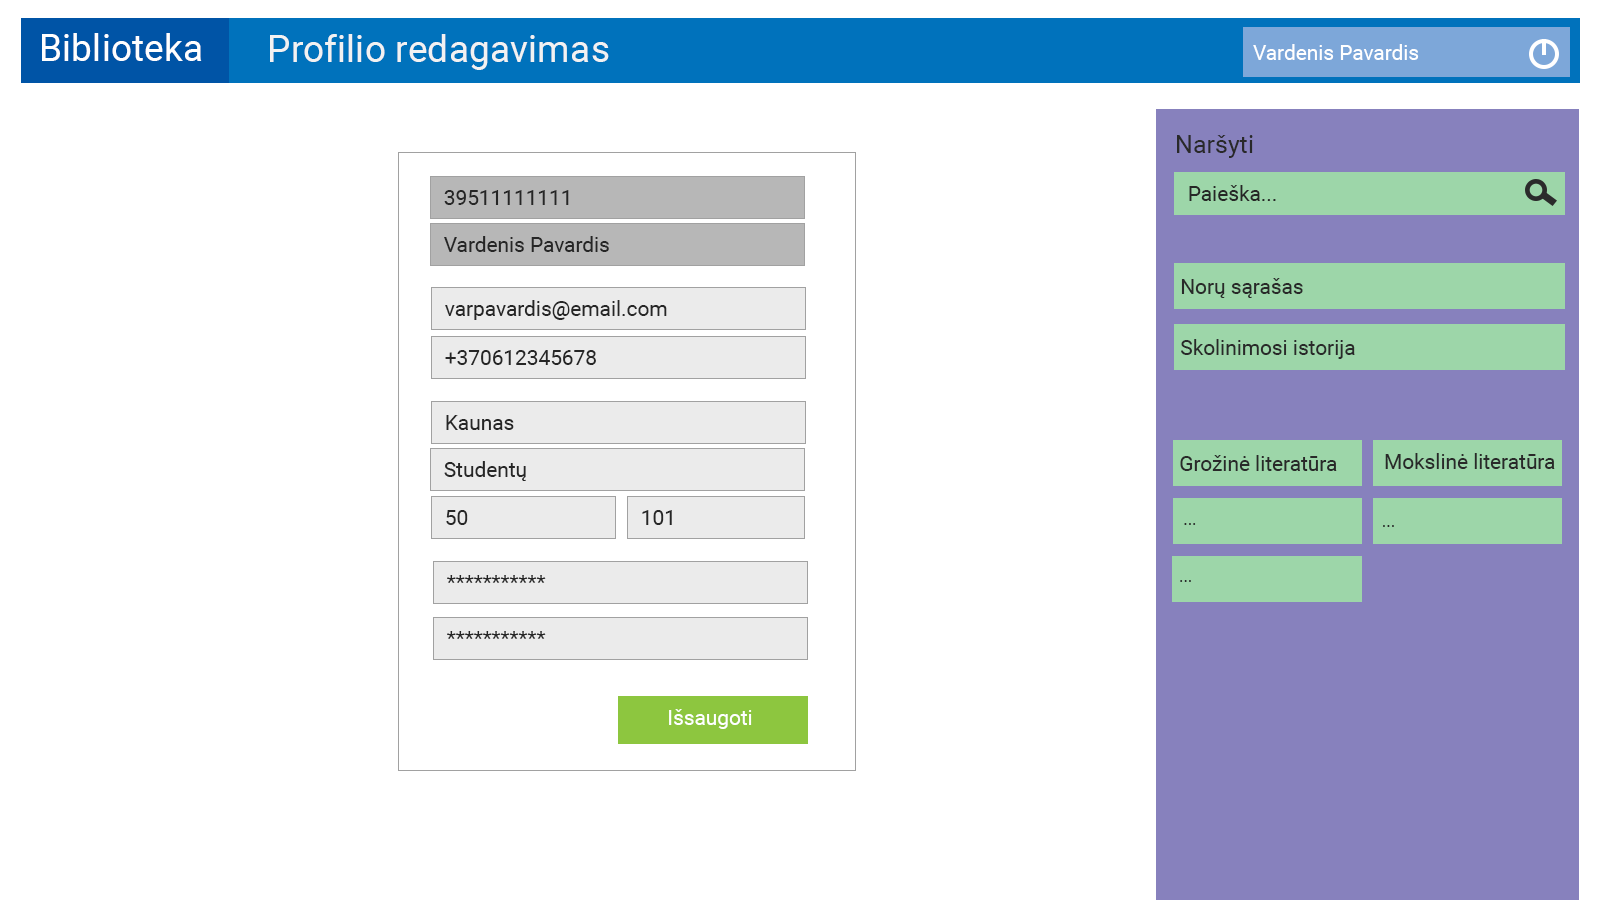 Biblioteka
Profilio redagavimas
Vardenis Pavardis
39511111111
Vardenis Pavardis
varpavardis@email.com
+370612345678
Kaunas
Studentų
50
101
***********
***********
Išsaugoti
Naršyti
Paieška...
Norų sąrašas
Skolinimosi istorija
Grožinė literatūra
Mokslinė literatūra
...
...
...